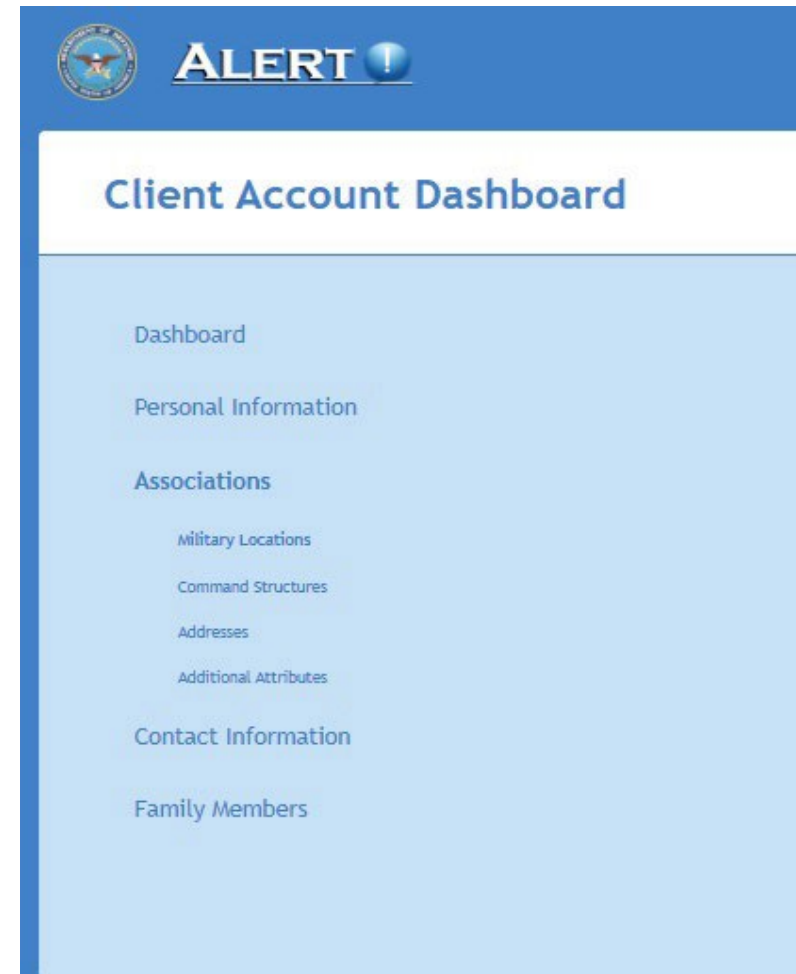 ALERT!
Client Account Dashboard
Dashboard
Personal Information
Associations
Military Locations
Command Structures
Addresses
Additional Attributes
Contact Information
Family Members